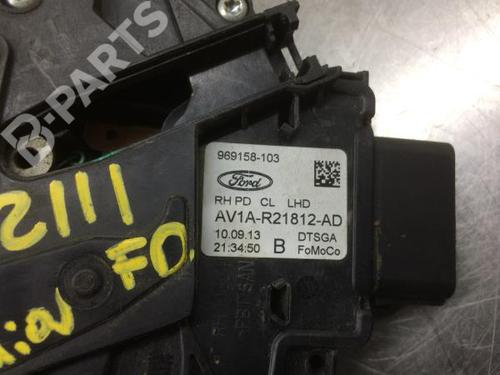 B-PARTS
969158-103
Ford
RH PD CL LHD
AV1A-R21812-AD
10.09.13 DTSGA
21:34:50 B FoMoCo
2111
FD.